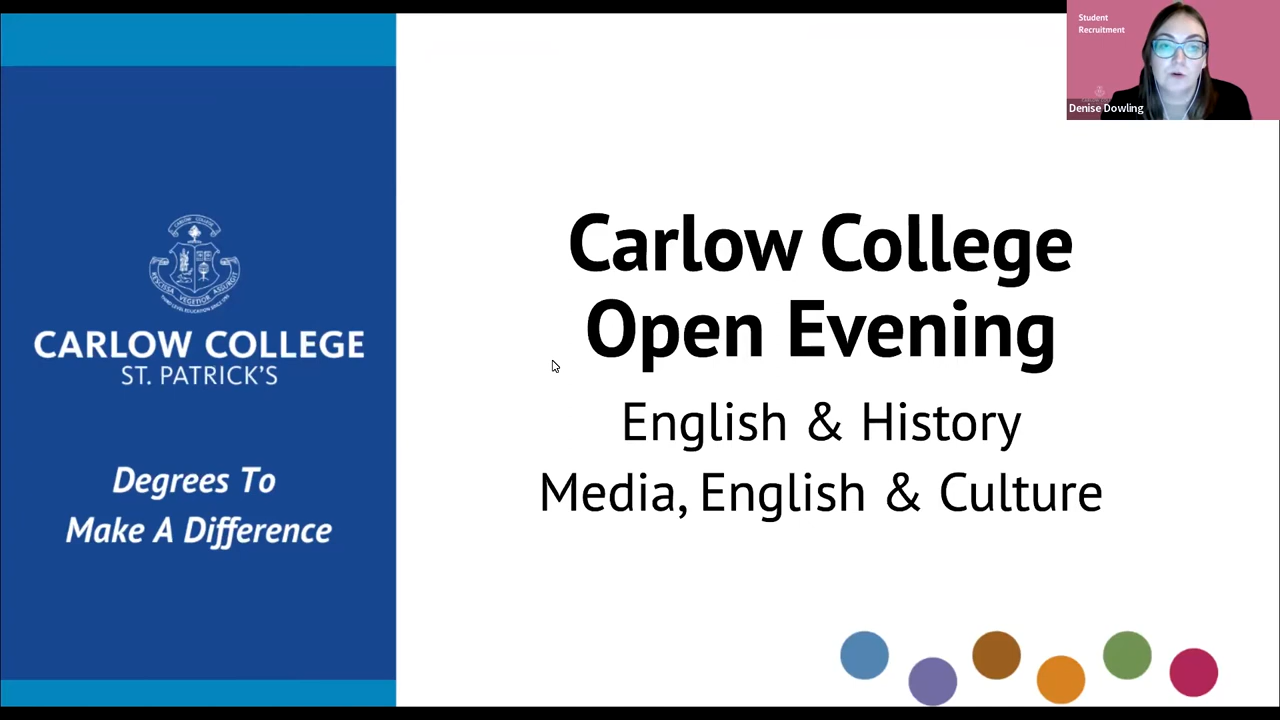 Student
Recruitment
Denise Dowling
CARLOW COLLEGE
ST. PATRICK'S
Degrees To
Make A Difference
Carlow College
Open Evening
English & History
Media, English & Culture